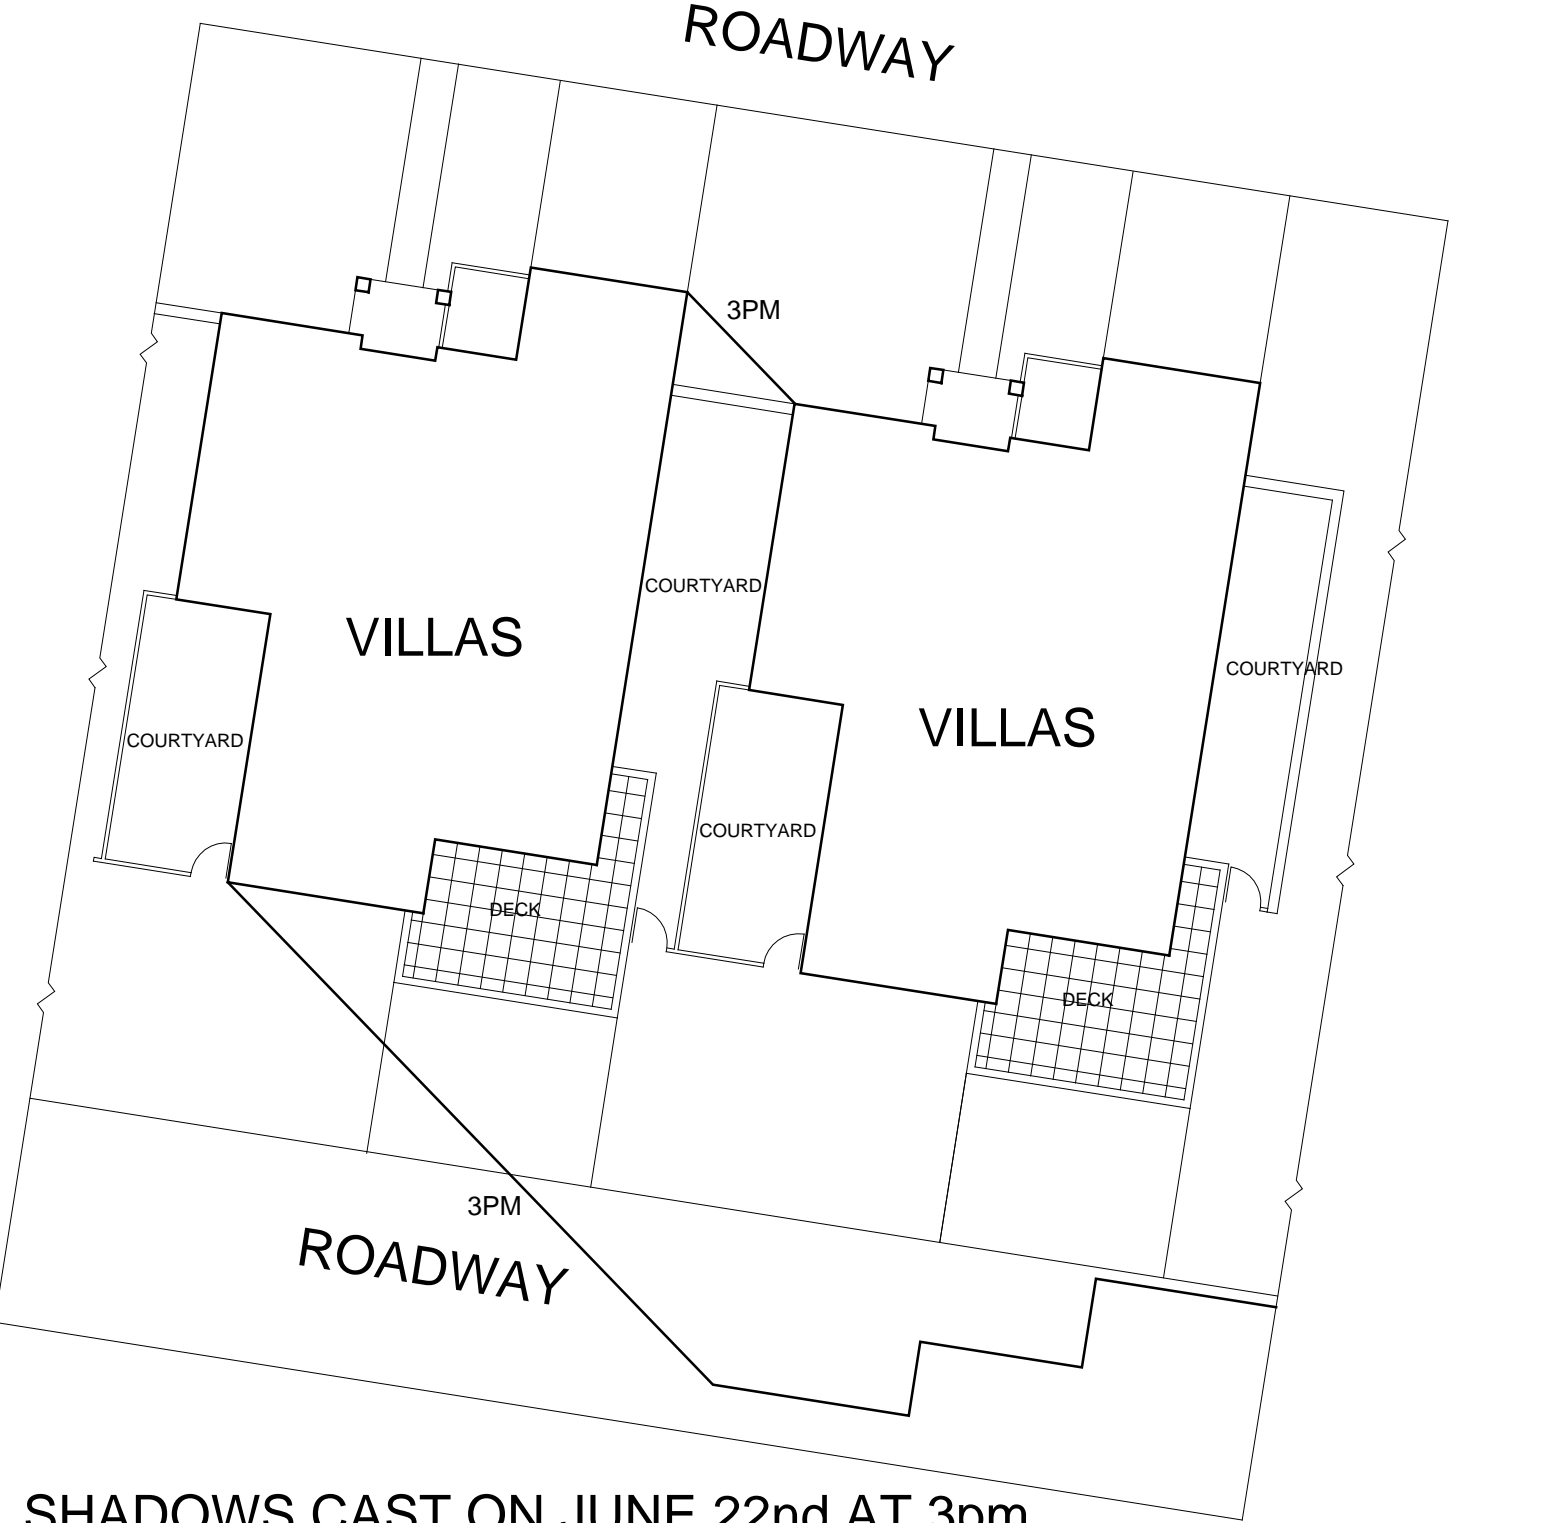 ROADWAY
3PM
COURTYARD
VILLAS
COURTYARD
VILLAS
COURTYARD
COURTYARD
DECK
DECK
3PM
ROADWAY
SHADOWS CAST ON JUNE 22nd AT 3pm